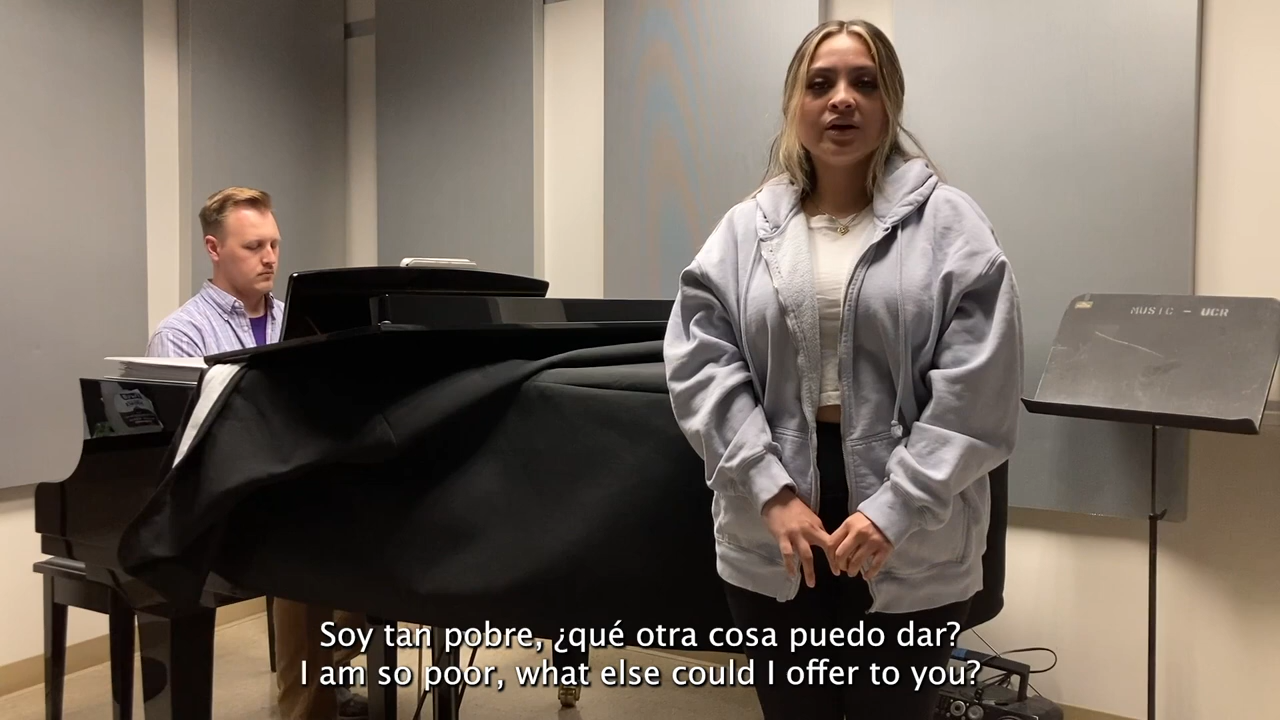 MUSIC - UCR
Soy tan pobre, ¿qué otra cosa puedo dar?
I am so poor, what else could I offer to you?